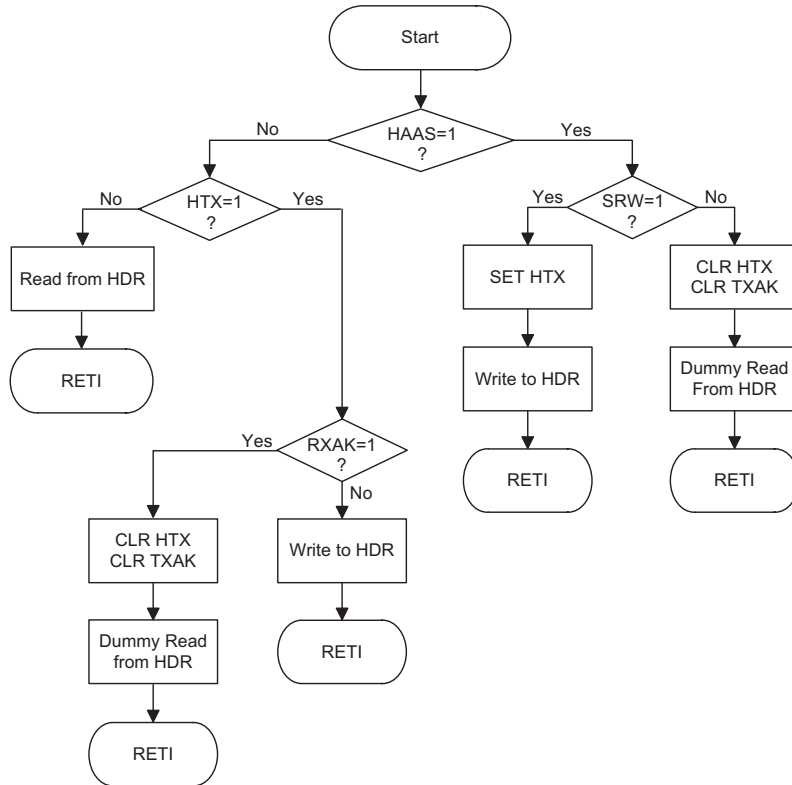 Start
HAAS=1
?
No
Yes
HTX=1
?
No
Yes
SRW=1
?
Yes
No
Read from HDR
SET HTX
CLR HTX
CLR TXAK
RETI
Write to HDR
Dummy Read
From HDR
RXAK=1
?
Yes
No
RETI
RETI
CLR HTX
CLR TXAK
Write to HDR
Dummy Read
from HDR
RETI
RETI